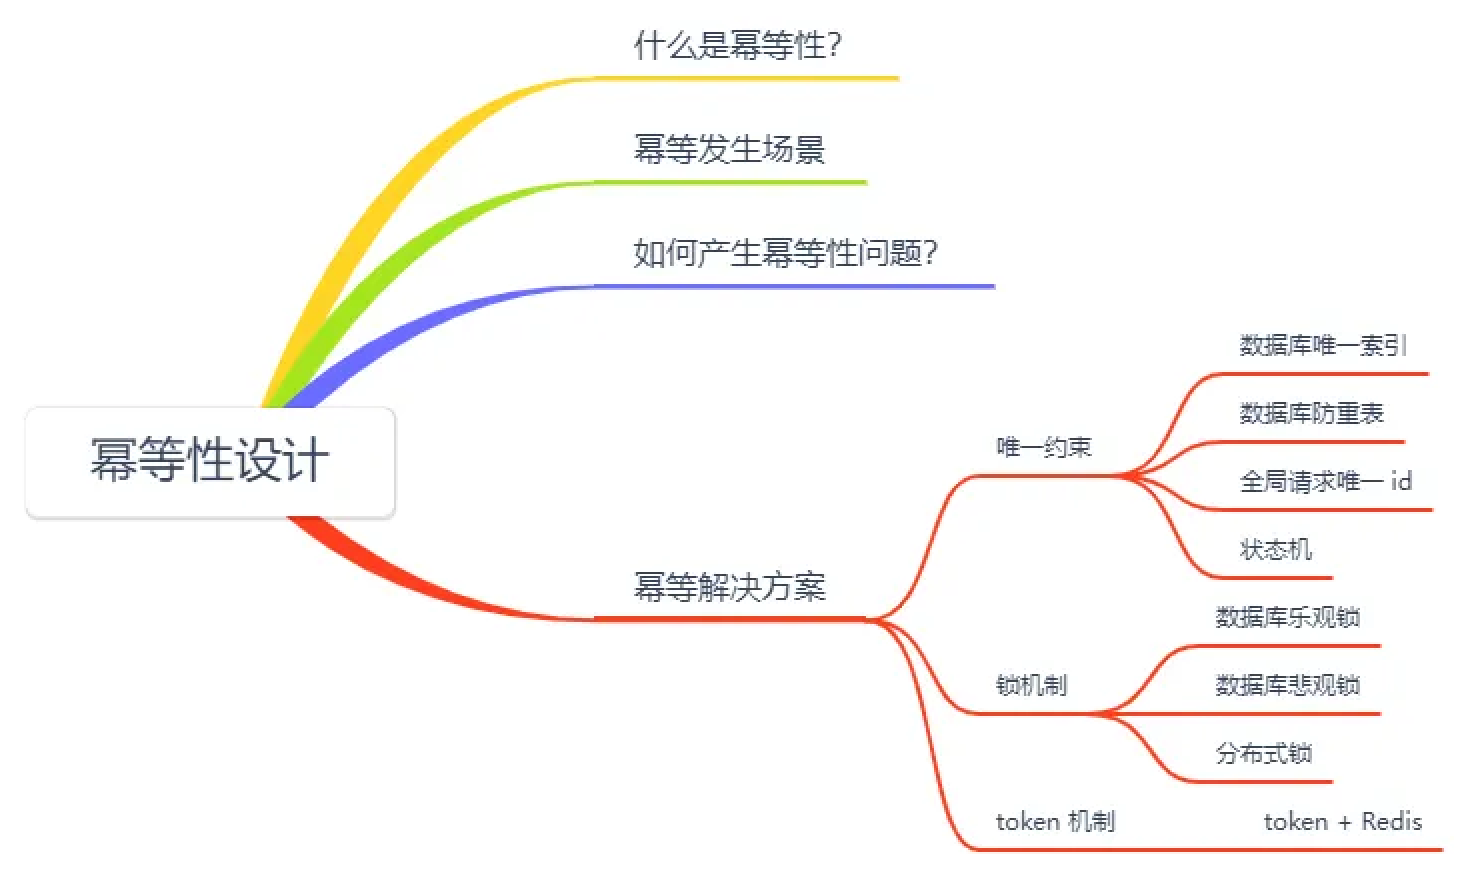 什么是幂等性?
幂等发生场景
如何产生幂等性问题?
幂等性设计
幂等解决方案
唯一约束
数据库唯一索引
数据库防重表
全局请求唯一 id
状态机
锁机制
数据库乐观锁
数据库悲观锁
分布式锁
token 机制
token + Redis